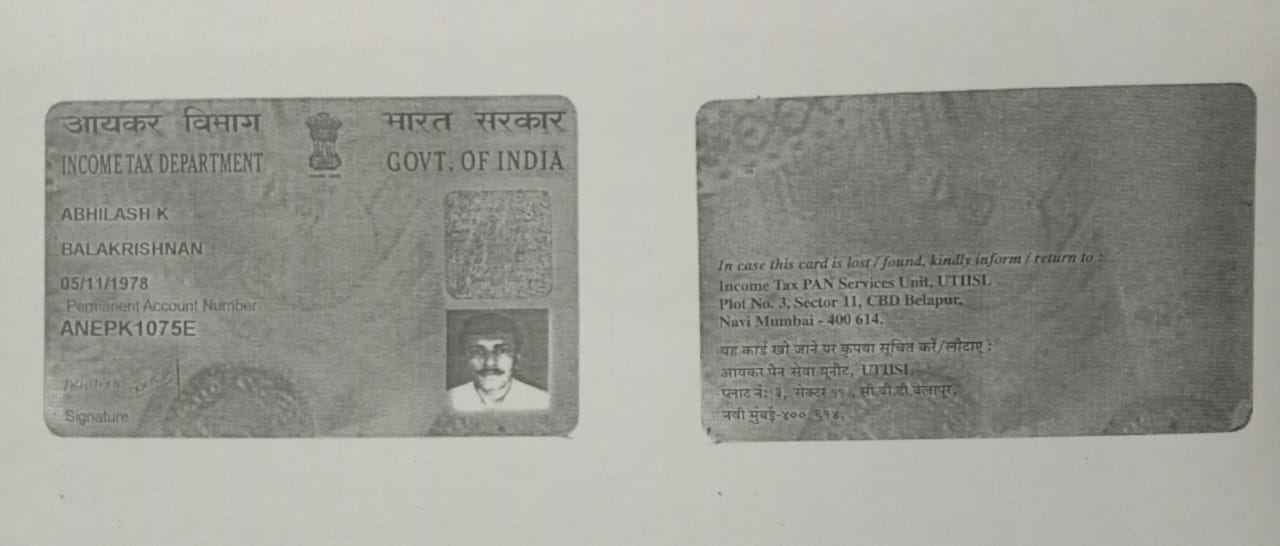 आयकर विभाग
INCOME TAX DEPARTMENT
भारत सरकार
GOVT. OF INDIA
ABHILASH K
BALAKRISHNAN
05/11/1978
Permanent Account Number
ANEPK1075E
Abhilash
Signature
In case this card is lost / found, kindly inform / return to :
Income Tax PAN Services Unit, UTIISL
Plot No. 3, Sector 11, CBD Belapur,
Navi Mumbai - 400 614.
यह कार्ड खो जाने पर कृपया सूचित करें/लौटाए :
आयकर पैन सेवा यूनीट, UTIISL
प्लाट नं: ३, सेक्टर ११ , सी.बी.डी.बेलापूर,
नवी मुंबई-४०० ६१४.